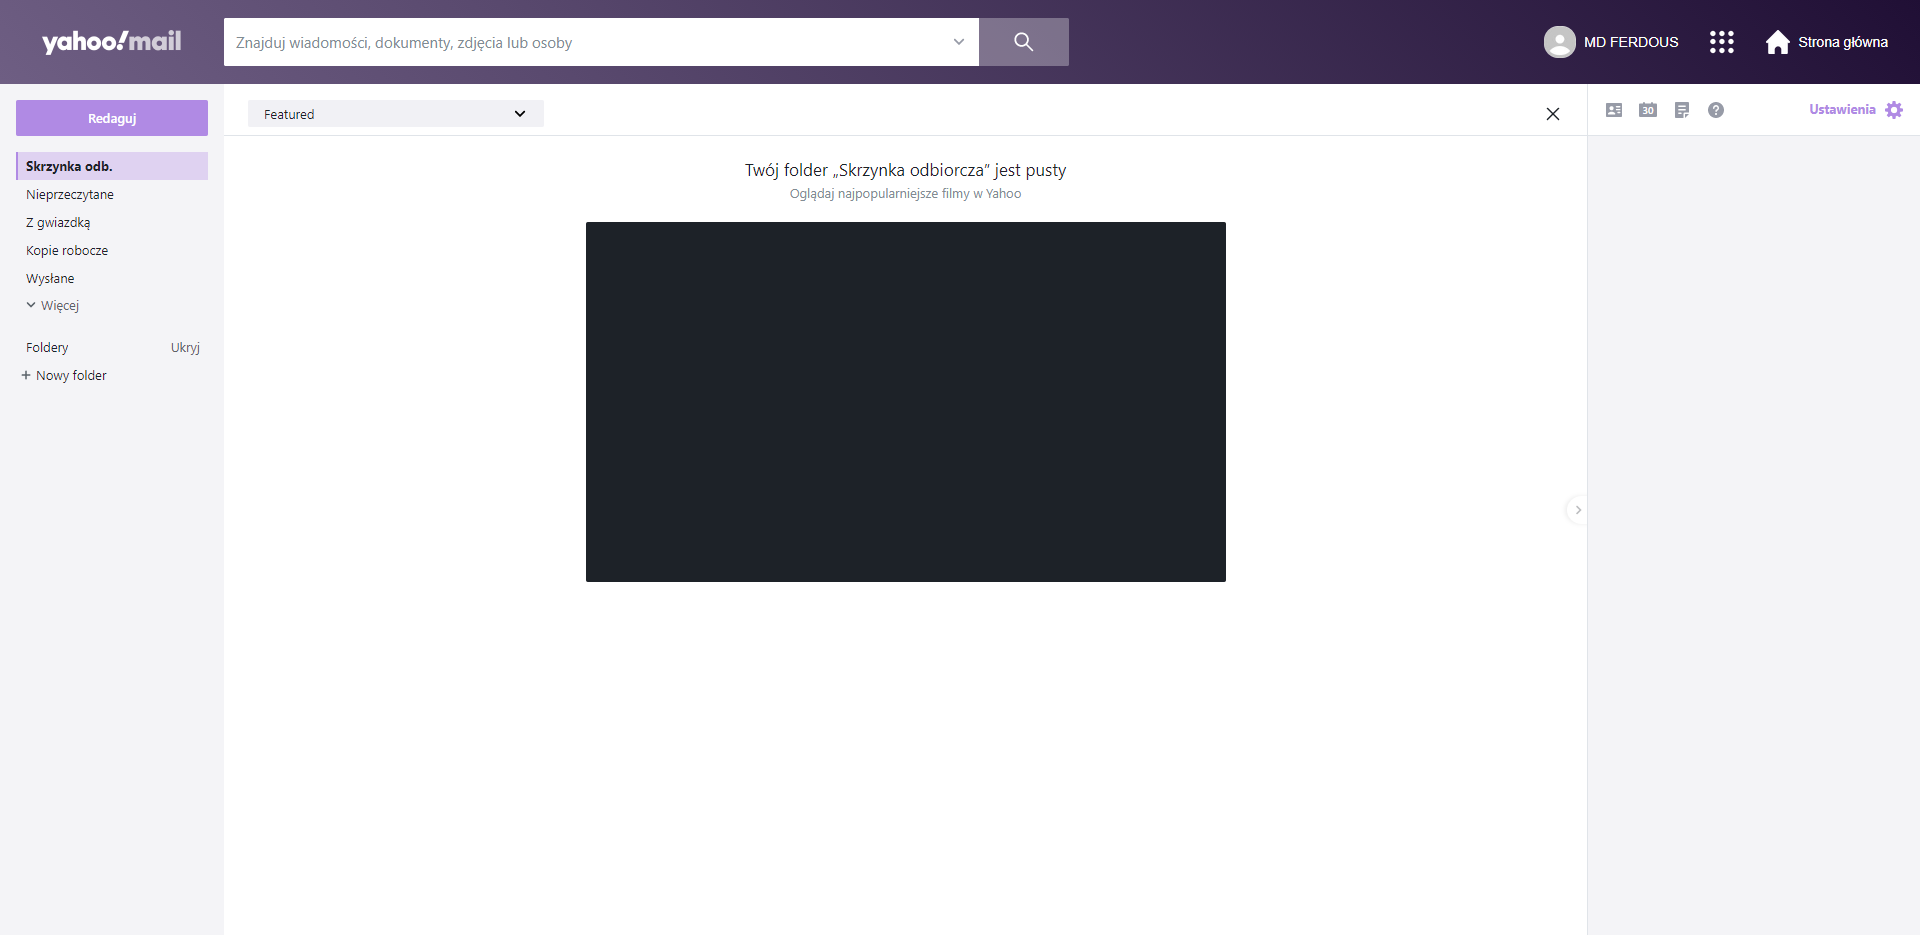 yahoo!mail
Znajduj wiadomości, dokumenty, zdjęcia lub osoby
MD FERDOUS
Strona główna
Redaguj
Skrzynka odb.
Nieprzeczytane
Z gwiazdką
Kopie robocze
Wysłane
Więcej
Foldery Ukryj
+ Nowy folder
Featured
30
Ustawienia
Twój folder „Skrzynka odbiorcza” jest pusty
Oglądaj najpopularniejsze filmy w Yahoo